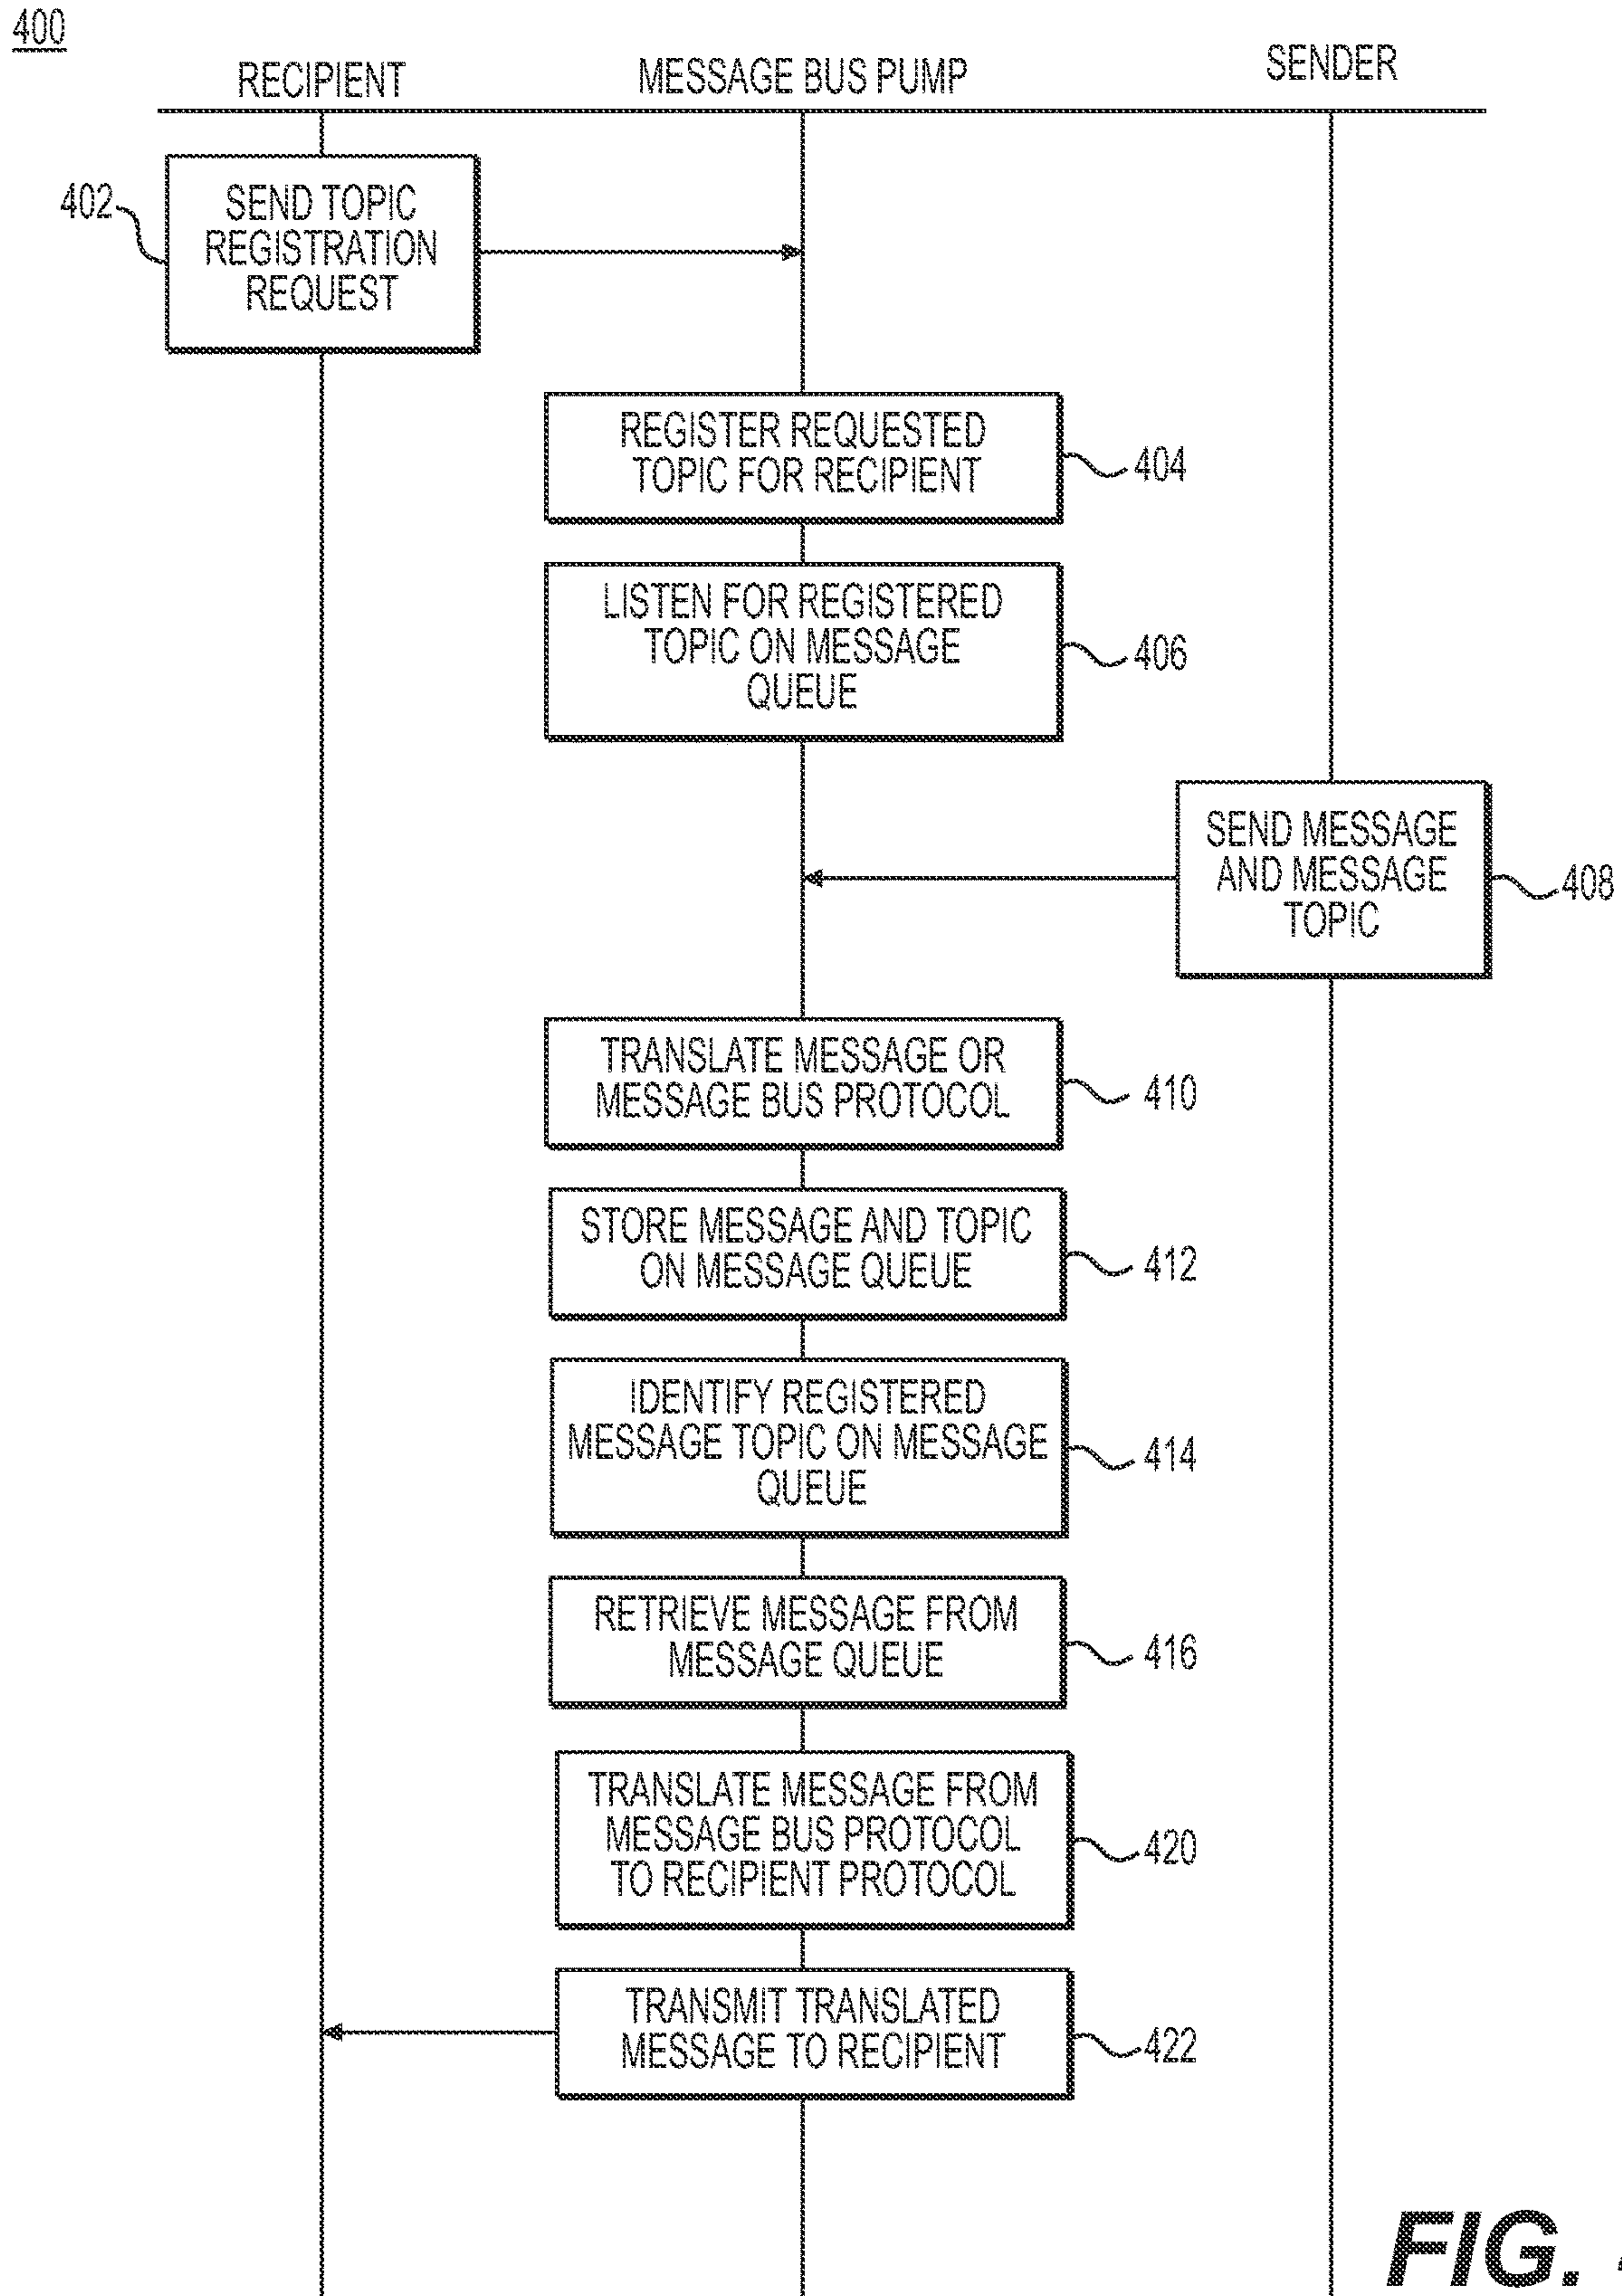 400
RECIPIENT
MESSAGE BUS PUMP
SENDER
402
SEND TOPIC
REGISTRATION
REQUEST
REGISTER REQUESTED
TOPIC FOR RECIPIENT
404
LISTEN FOR REGISTERED
TOPIC ON MESSAGE
QUEUE
406
SEND MESSAGE
AND MESSAGE
TOPIC
408
TRANSLATE MESSAGE OR
MESSAGE BUS PROTOCOL
410
STORE MESSAGE AND TOPIC
ON MESSAGE QUEUE
412
IDENTIFY REGISTERED
MESSAGE TOPIC ON MESSAGE
QUEUE
414
RETRIEVE MESSAGE FROM
MESSAGE QUEUE
416
TRANSLATE MESSAGE FROM
MESSAGE BUS PROTOCOL
TO RECIPIENT PROTOCOL
420
TRANSMIT TRANSLATED
MESSAGE TO RECIPIENT
422
FIG.